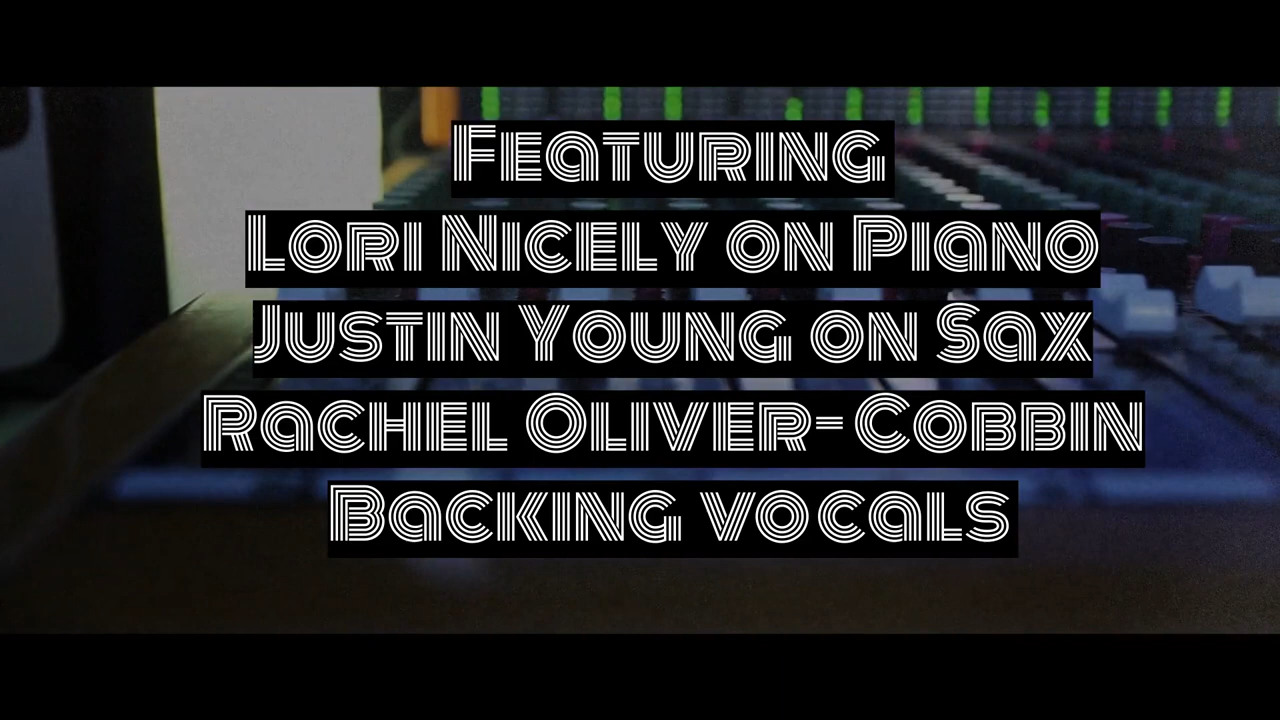 Featuring
Lori Nicely on Piano
Justin Young on Sax
Rachel Oliver-Cobbin
Backing vocals